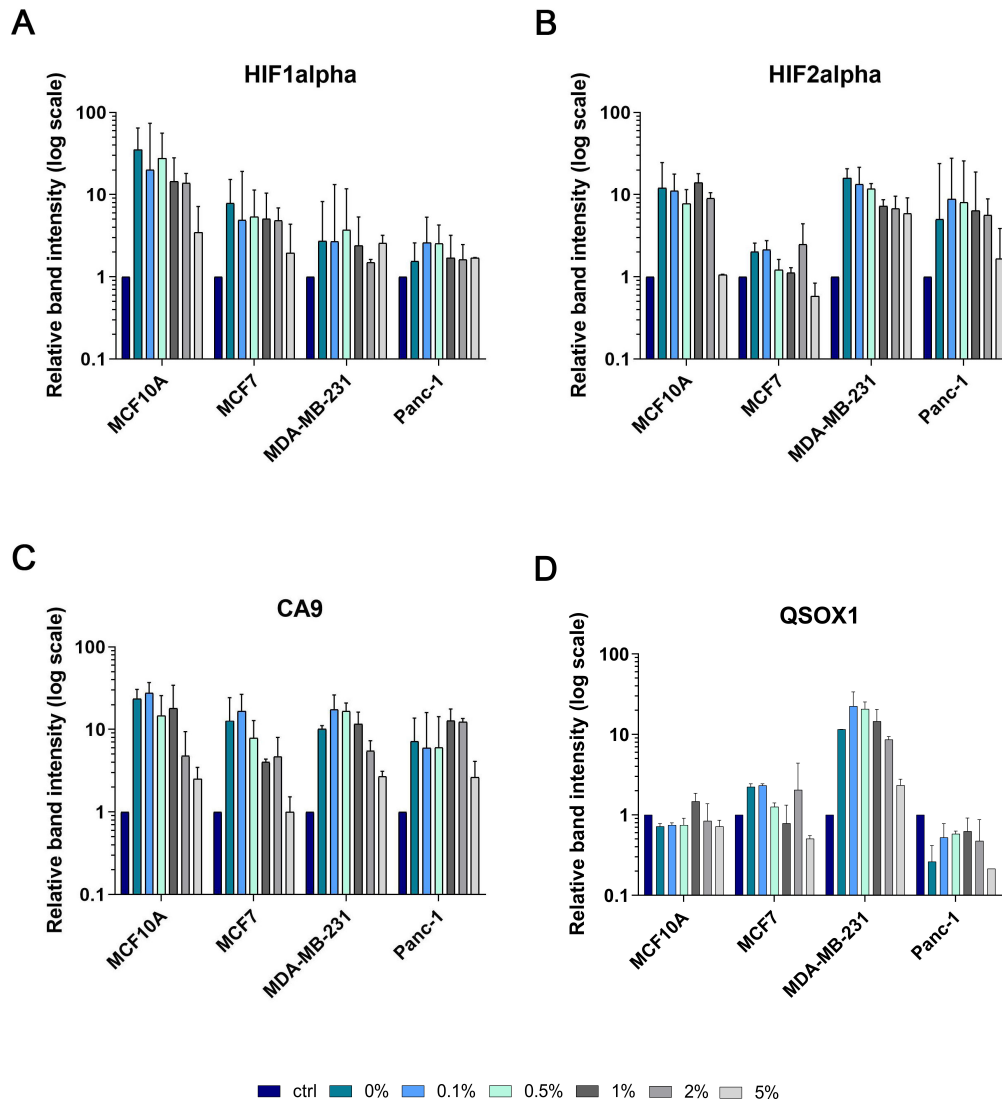 A
HIF1alpha
Relative band intensity (log scale)
100
10
1
0.1
MCF10A
MCF7
MDA-MB-231
Panc-1
B
HIF2alpha
Relative band intensity (log scale)
100
10
1
0.1
MCF10A
MCF7
MDA-MB-231
Panc-1
C
CA9
Relative band intensity (log scale)
100
10
1
0.1
MCF10A
MCF7
MDA-MB-231
Panc-1
D
QSOX1
Relative band intensity (log scale)
100
10
1
0.1
MCF10A
MCF7
MDA-MB-231
Panc-1
ctrl 0% 0.1% 0.5% 1% 2% 5%